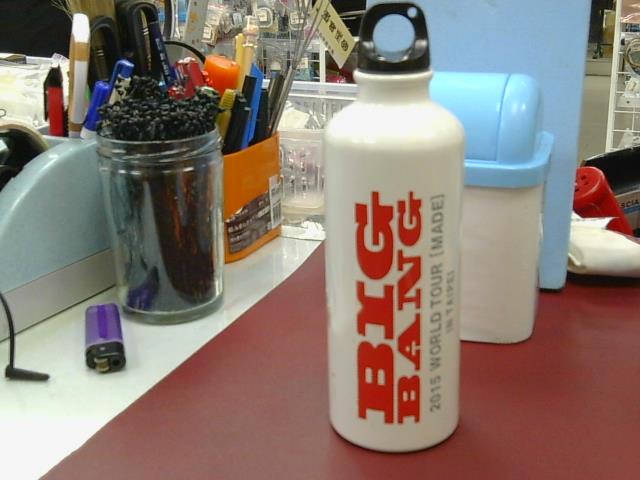 BIG
BANG
2015 WORLD TOUR [MADE]
IN TAIPEI